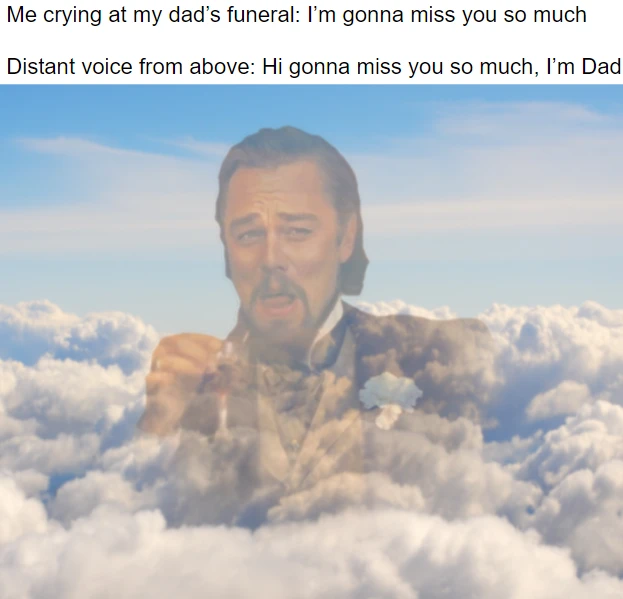 Me crying at my dad’s funeral: I’m gonna miss you so much
Distant voice from above: Hi gonna miss you so much, I’m Dad